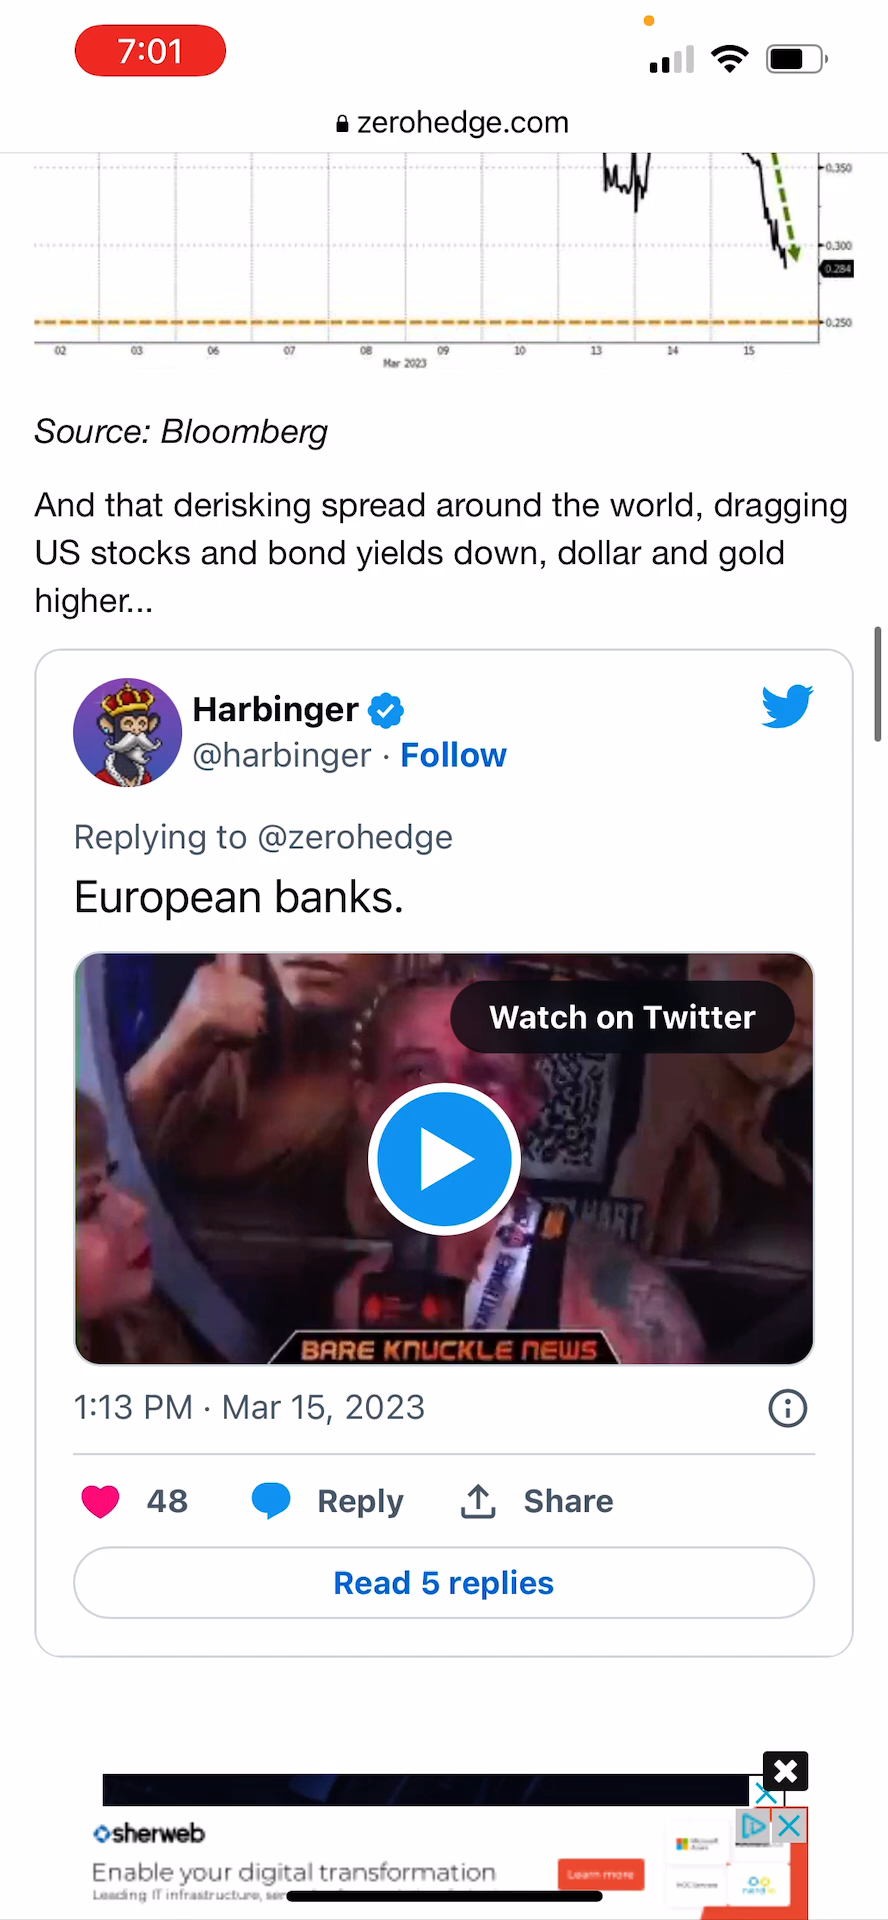 7:01
zerohedge.com
0.350
0.300
0.284
0.250
02 03 06 07 08 09 10 13 14 15
Mar 2023
Source: Bloomberg
And that derisking spread around the world, dragging
US stocks and bond yields down, dollar and gold
higher...
Harbinger
@harbinger · Follow
Replying to @zerohedge
European banks.
Watch on Twitter
BARE KNUCKLE NEWS
1:13 PM · Mar 15, 2023
48 Reply Share
Read 5 replies
sherweb
Enable your digital transformation
Learn more
Leading IT infrastructure,